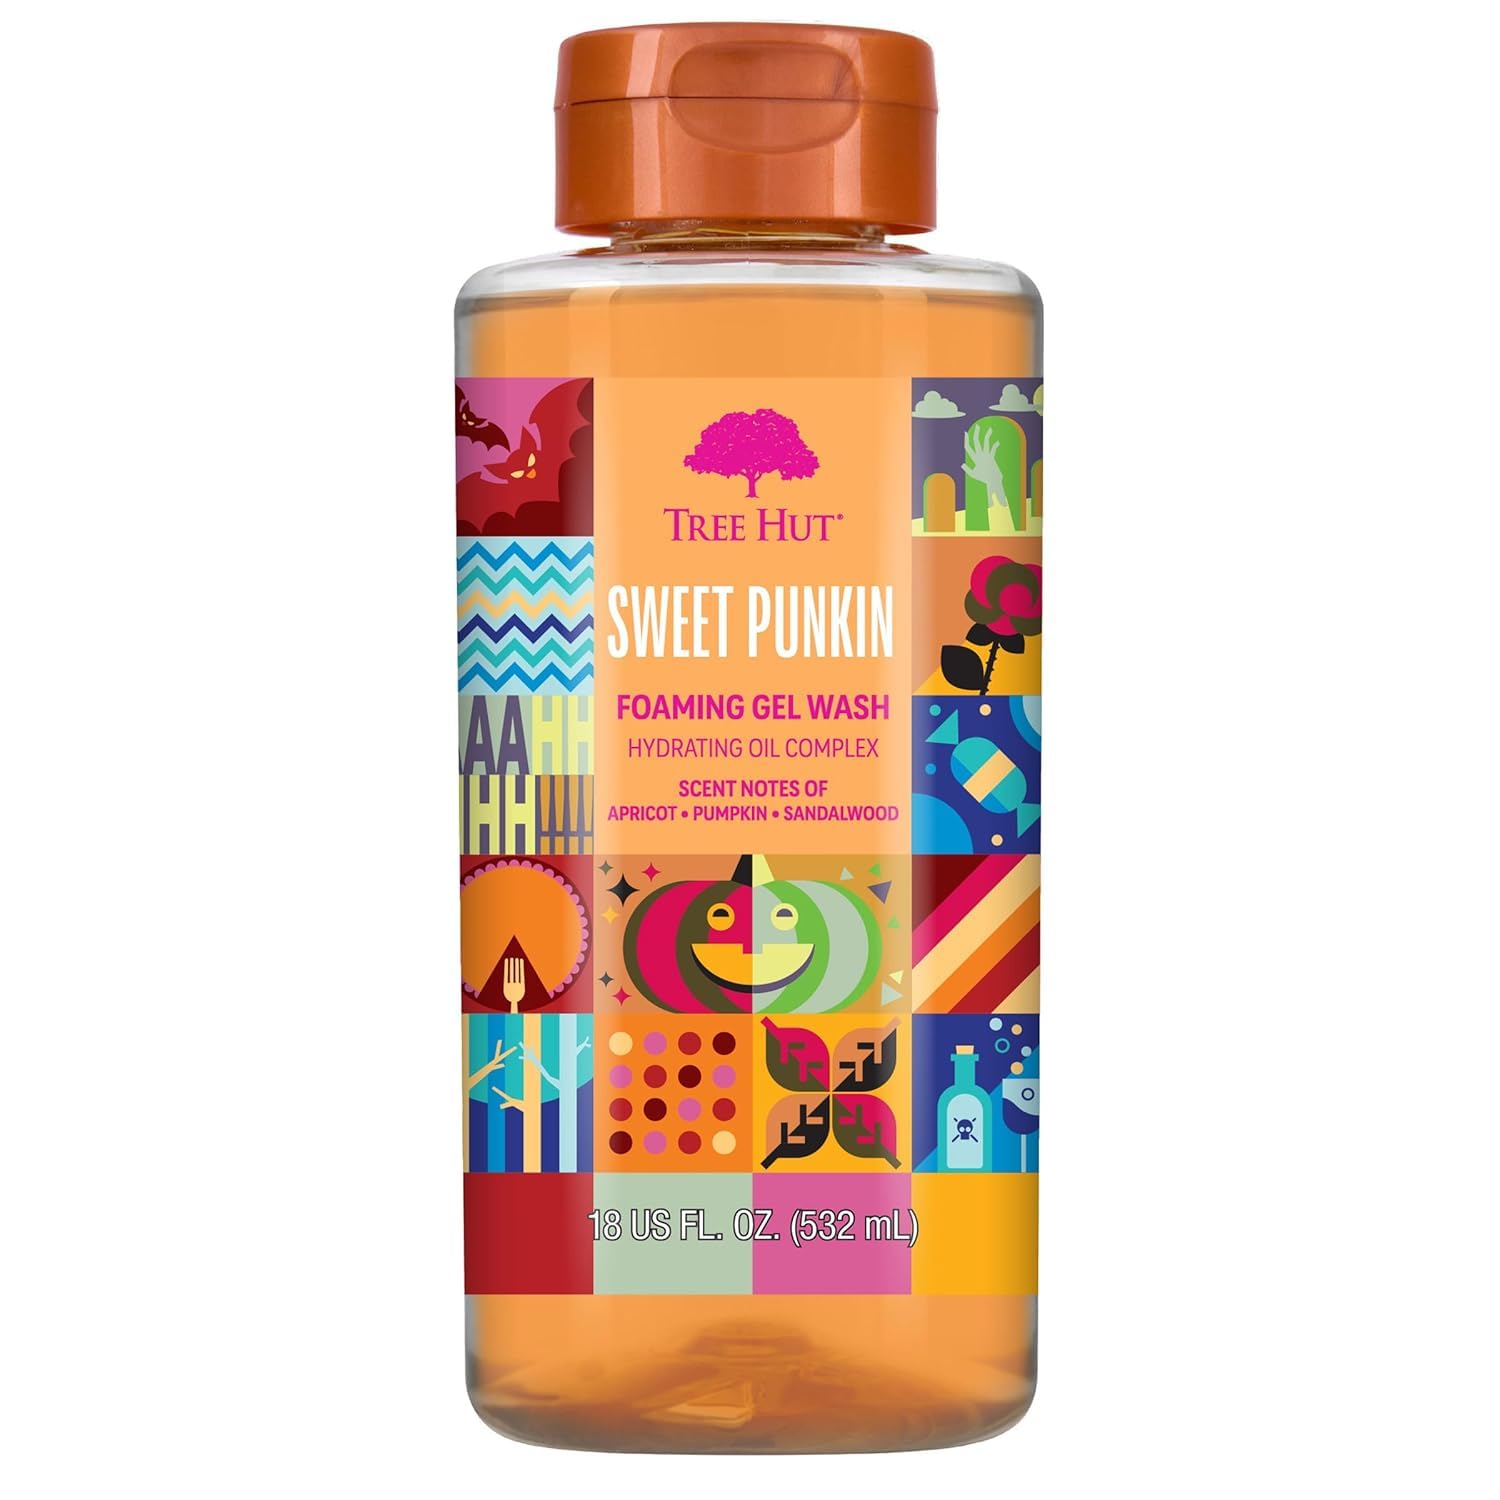 TREE HUT®
SWEET PUNKIN
FOAMING GEL WASH
HYDRATING OIL COMPLEX
SCENT NOTES OF
APRICOT • PUMPKIN • SANDALWOOD
AAHH
HH!!!!
18 US FL. OZ. (532 mL)